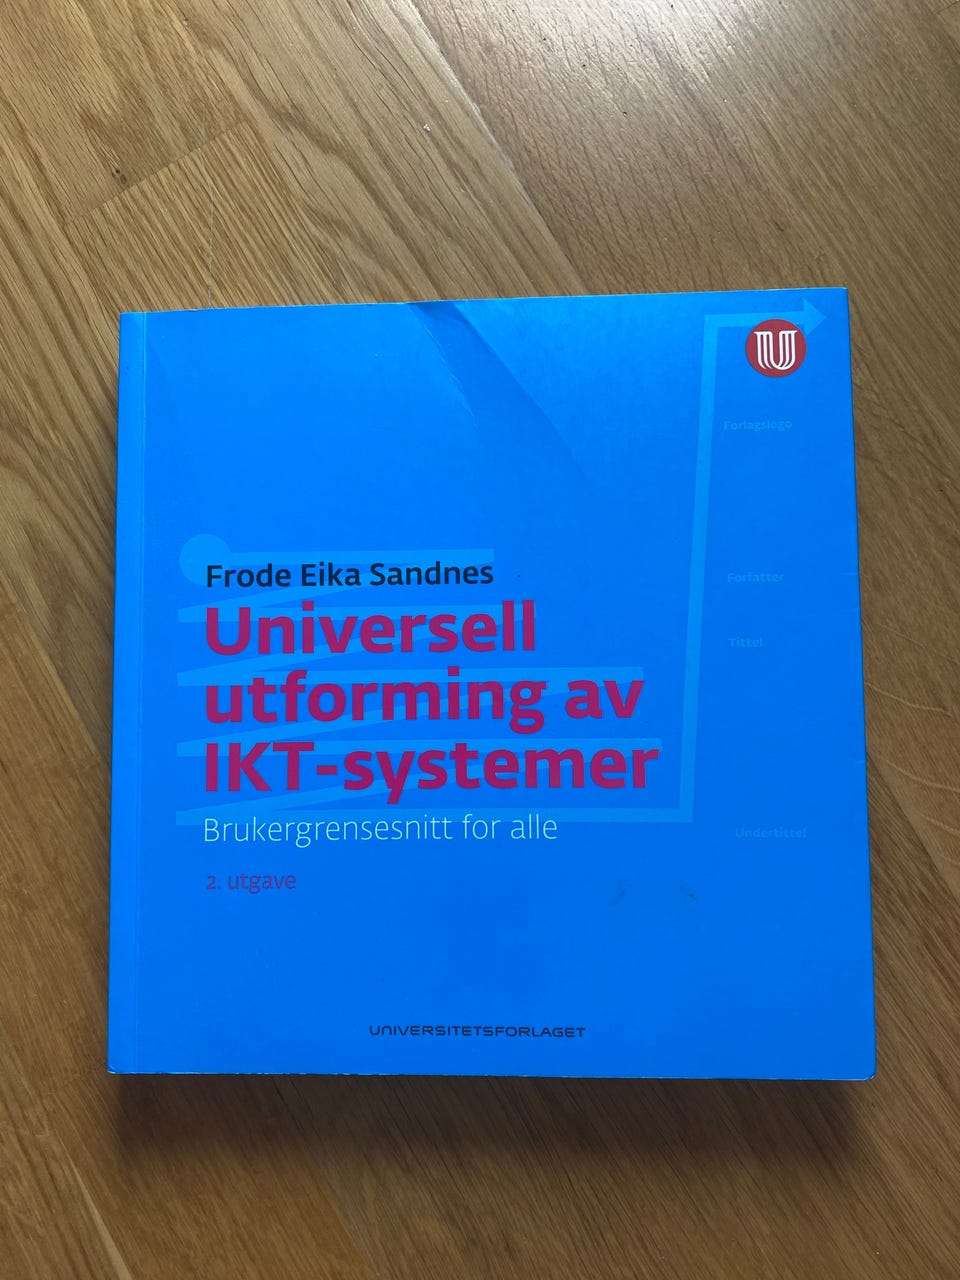 U
Forlagslogo
Frode Eika Sandnes
Forfatter
Universell
utforming av
IKT-systemer
Tittel
Brukergrensesnitt for alle
Undertittel
2. utgave
UNIVERSITETSFORLAGET